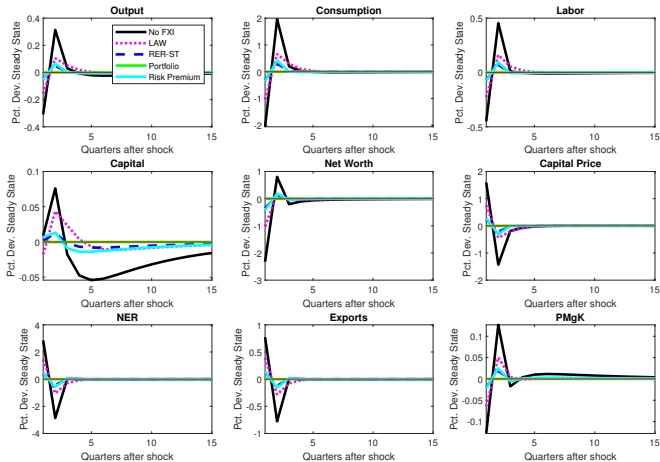 Output
Pct. Dev. Steady State
0.4
0.2
0
-0.2
-0.4
5
10
15
Quarters after shock
No FXI
LAW
RER-ST
Portfolio
Risk Premium
Consumption
Pct. Dev. Steady State
2
1
0
-1
-2
5
10
15
Quarters after shock
Labor
Pct. Dev. Steady State
0.5
0
-0.5
5
10
15
Quarters after shock
Capital
Pct. Dev. Steady State
0.1
0.05
0
-0.05
5
10
15
Quarters after shock
Net Worth
Pct. Dev. Steady State
1
0
-1
-2
-3
5
10
15
Quarters after shock
Capital Price
Pct. Dev. Steady State
2
1
0
-1
-2
5
10
15
Quarters after shock
NER
Pct. Dev. Steady State
4
2
0
-2
-4
5
10
15
Quarters after shock
Exports
Pct. Dev. Steady State
1
0.5
0
-0.5
-1
5
10
15
Quarters after shock
PMgK
Pct. Dev. Steady State
0.1
0.05
0
-0.05
-0.1
5
10
15
Quarters after shock